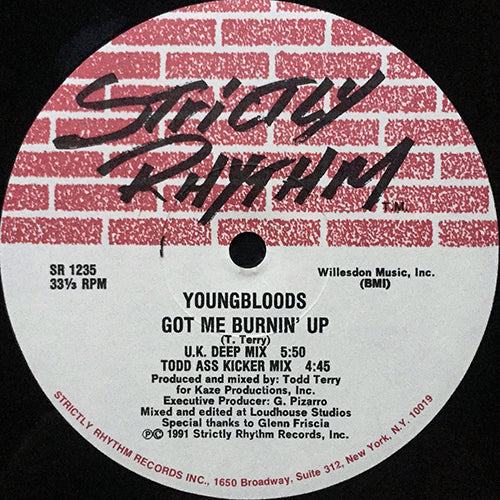 STRICTLY
RHYTHM
T.M.
SR 1235
33⅓ RPM
Willesdon Music, Inc.
(BMI)
YOUNGBLOODS
GOT ME BURNIN' UP
(T. Terry)
U.K. DEEP MIX 5:50
TODD ASS KICKER MIX 4:45
Produced and mixed by: Todd Terry
for Kaze Productions, Inc.
Executive Producer: G. Pizarro
Mixed and edited at Loudhouse Studios
Special thanks to Glenn Friscia
℗© 1991 Strictly Rhythm Records, Inc.
STRICTLY RHYTHM RECORDS INC., 1650 Broadway, Suite 312, New York, N.Y. 10019